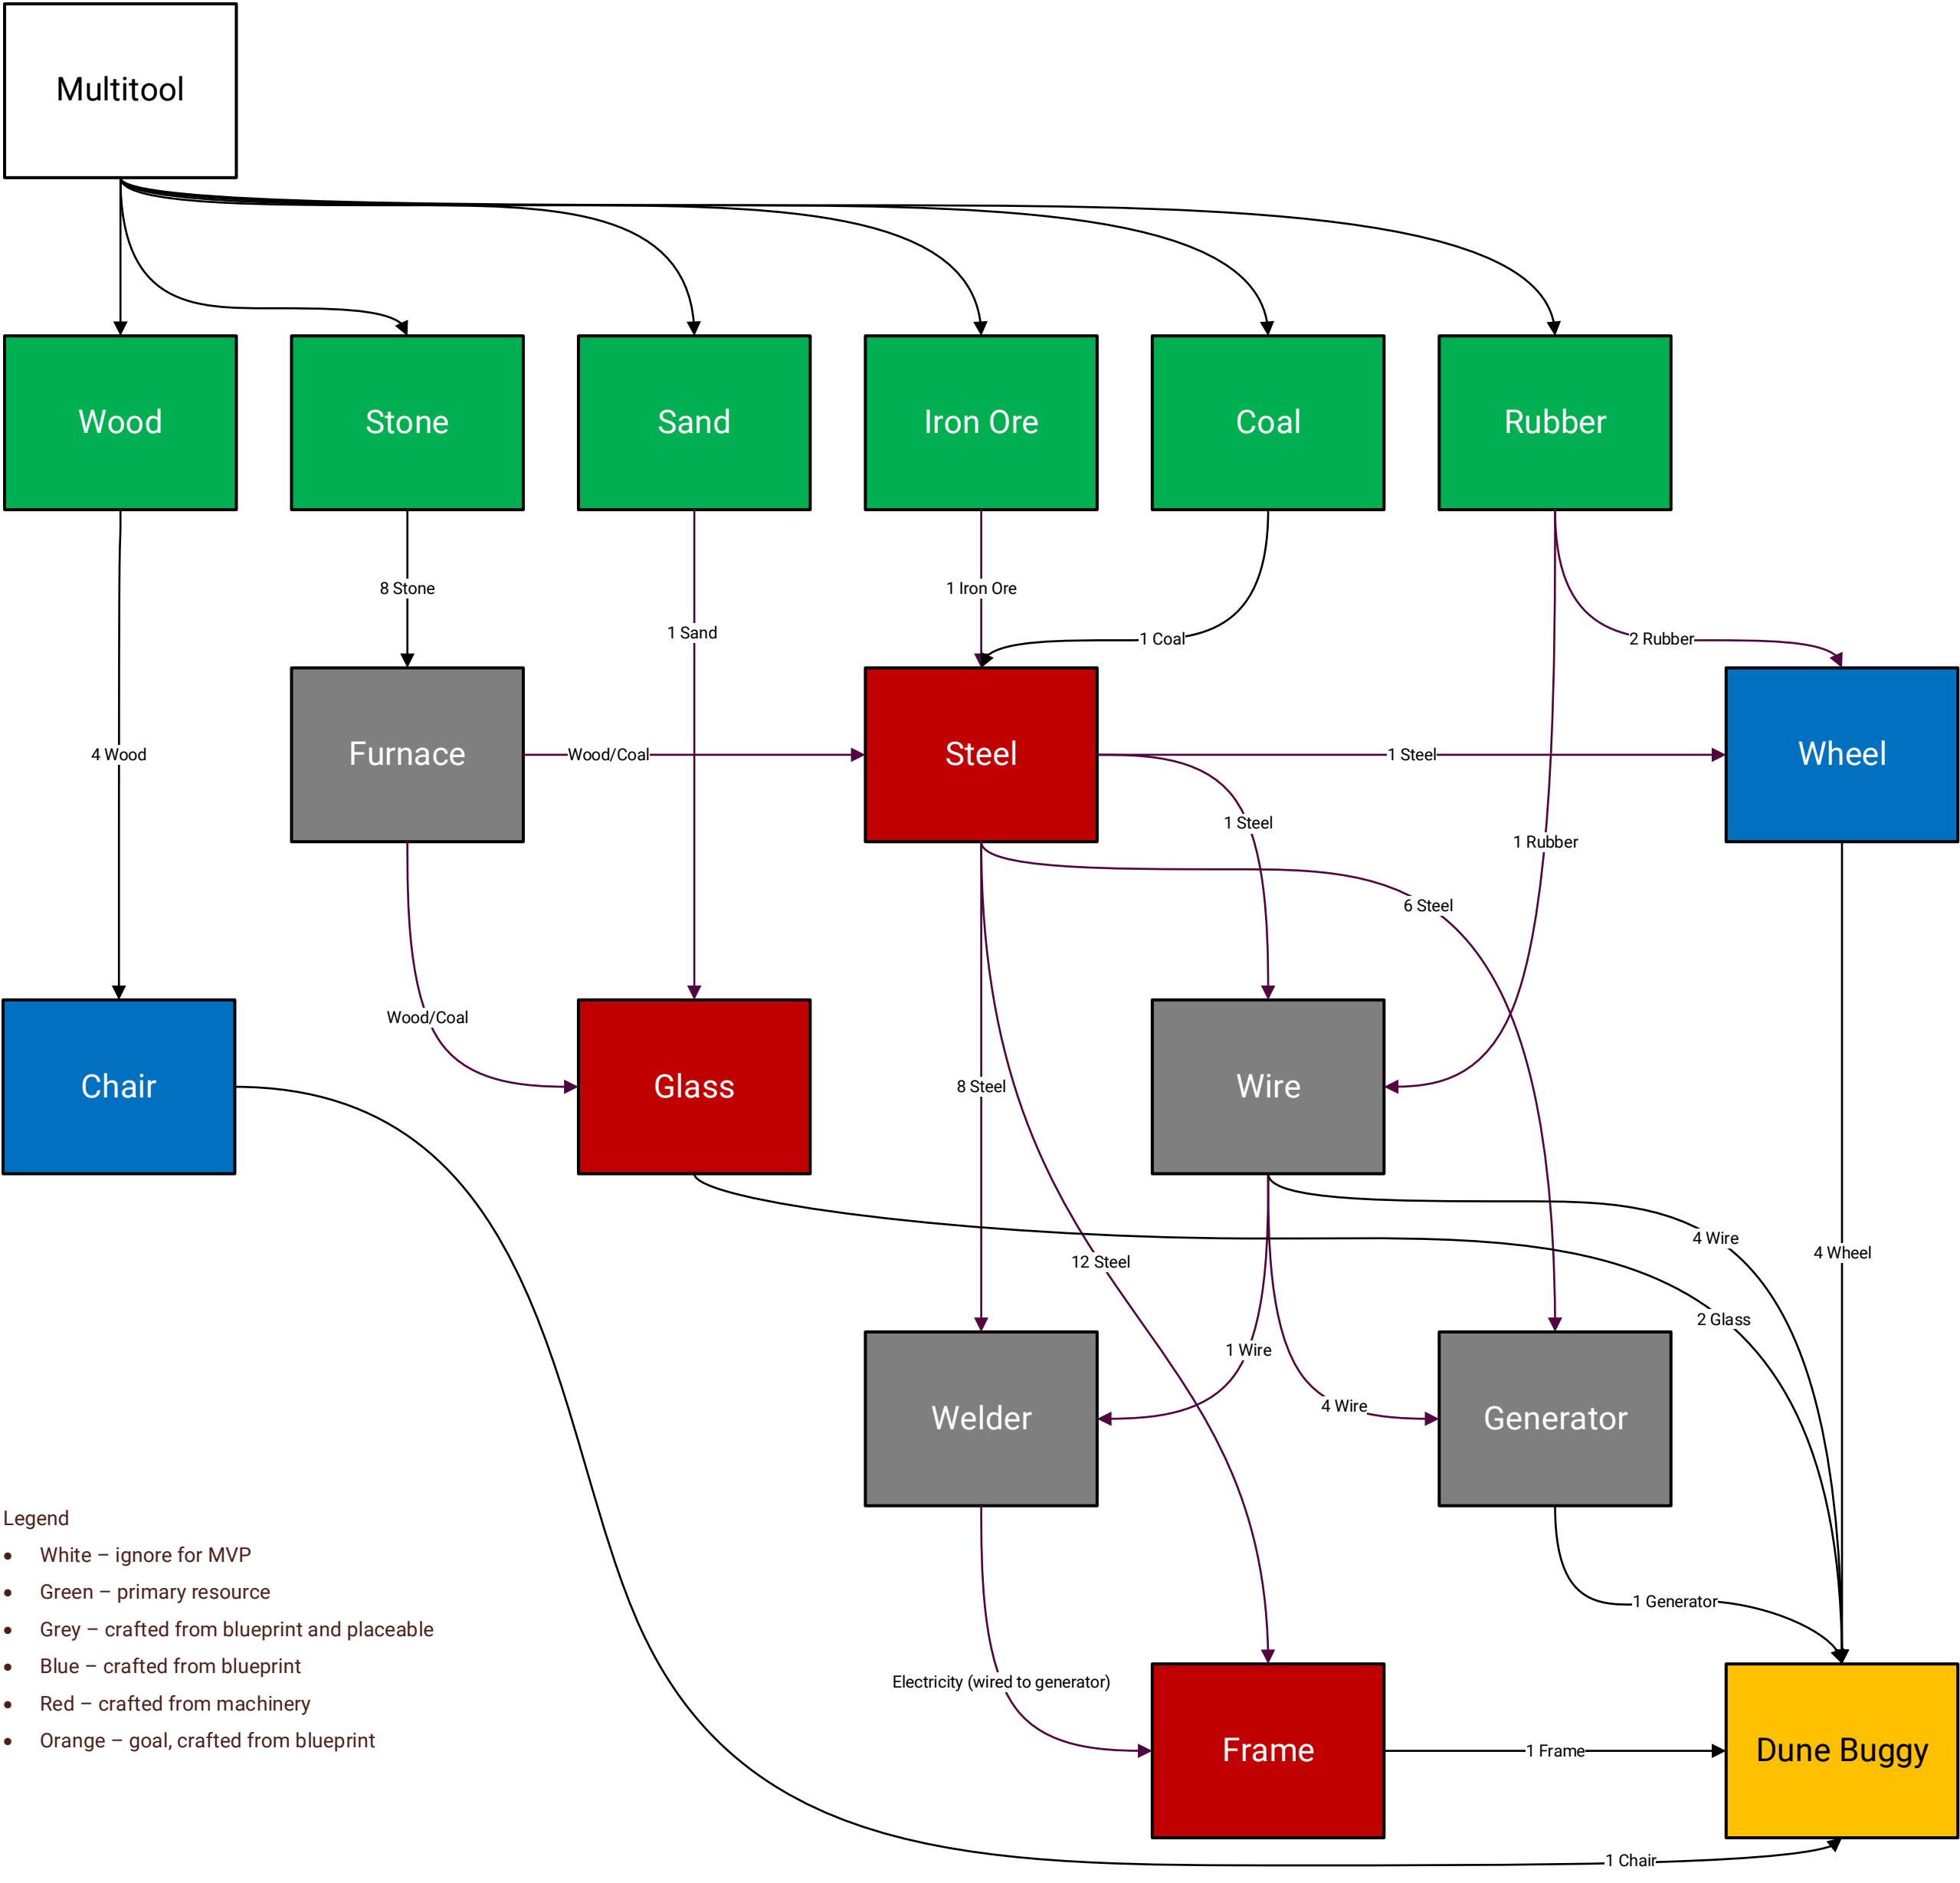 Multitool
Wood
Stone
Sand
Iron Ore
Coal
Rubber
8 Stone
1 Iron Ore
1 Sand
1 Coal
2 Rubber
4 Wood
Furnace
Wood/Coal
Steel
1 Steel
Wheel
1 Steel
1 Rubber
6 Steel
Wood/Coal
Chair
Glass
8 Steel
Wire
4 Wire
4 Wheel
12 Steel
2 Glass
1 Wire
4 Wire
Welder
Generator
Legend
• White – ignore for MVP
• Green – primary resource
• Grey – crafted from blueprint and placeable
• Blue – crafted from blueprint
• Red – crafted from machinery
• Orange – goal, crafted from blueprint
1 Generator
Electricity (wired to generator)
Frame
1 Frame
Dune Buggy
1 Chair